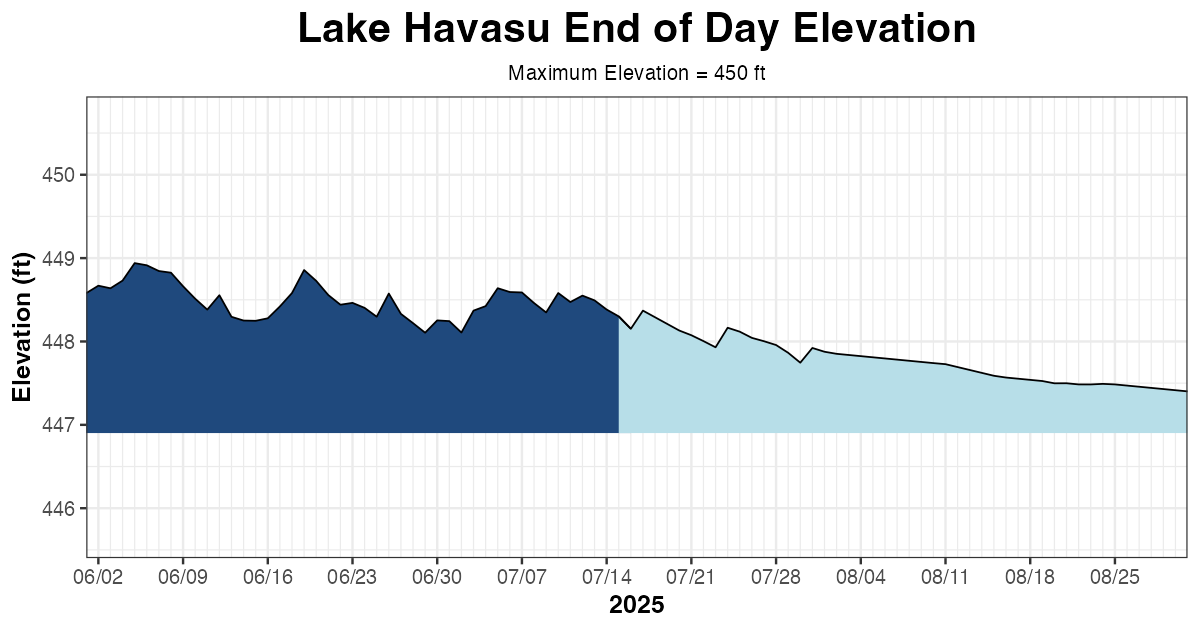 Lake Havasu End of Day Elevation
Maximum Elevation = 450 ft
Elevation (ft)
450
449
448
447
446
06/02 06/09 06/16 06/23 06/30 07/07 07/14 07/21 07/28 08/04 08/11 08/18 08/25
2025